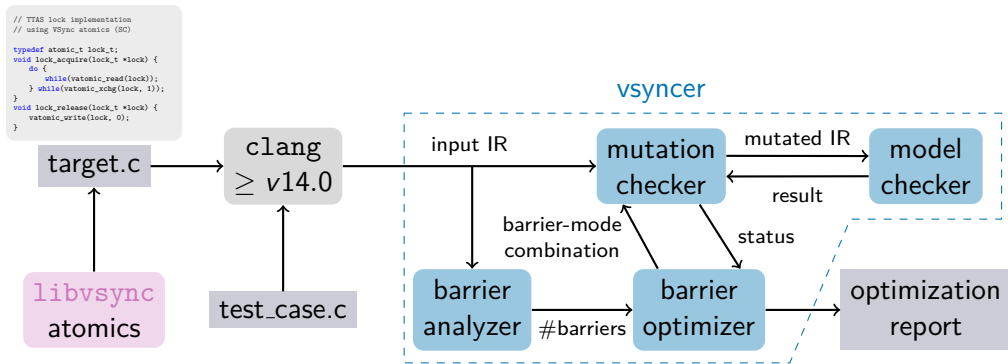 // TTAS lock implementation
// using VSync atomics (SC)
typedef atomic_t lock_t;
void lock_acquire(lock_t *lock) {
do {
while(vatomic_read(lock));
} while(vatomic_xchg(lock, 1));
}
void lock_release(lock_t *lock) {
vatomic_write(lock, 0);
}
target.c
clang
≥ v14.0
libvsync
atomics
test_case.c
vsyncer
input IR
mutation
checker
mutated IR
result
model
checker
barrier-mode
combination
status
barrier
analyzer
#barriers
barrier
optimizer
optimization
report